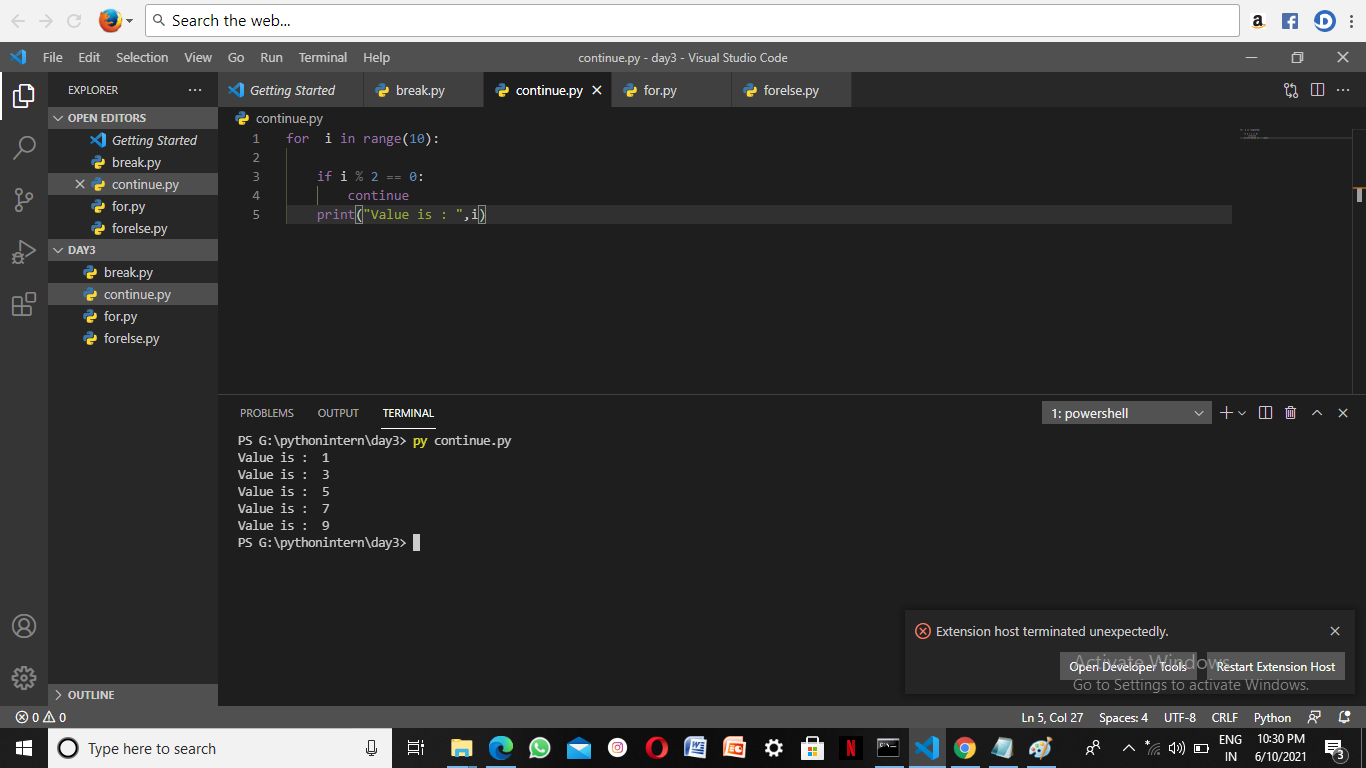 Search the web...
a
File Edit Selection View Go Run Terminal Help
continue.py - day3 - Visual Studio Code
EXPLORER
Getting Started
break.py
continue.py
for.py
forelse.py
OPEN EDITORS
Getting Started
break.py
continue.py
for.py
forelse.py
DAY3
break.py
continue.py
for.py
forelse.py
OUTLINE
continue.py
1 for  i in range(10):
2
3     if i % 2 == 0:
4         continue
5     print("Value is : ",i)
PROBLEMS OUTPUT TERMINAL
1: powershell
PS G:\pythonintern\day3> py continue.py
Value is :  1
Value is :  3
Value is :  5
Value is :  7
Value is :  9
PS G:\pythonintern\day3>
Extension host terminated unexpectedly.
Open Developer Tools
Restart Extension Host
Activate Windows
Go to Settings to activate Windows.
0 0
Ln 5, Col 27 Spaces: 4 UTF-8 CRLF Python
Type here to search
ENG
IN
10:30 PM
6/10/2021
3